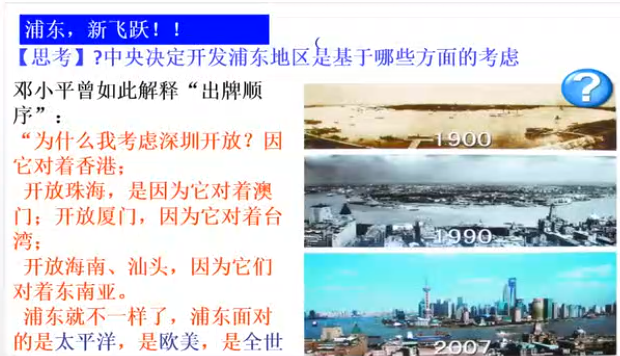 浦东，新飞跃！！
【思考】?中央决定开发浦东地区是基于哪些方面的考虑
邓小平曾如此解释“出牌顺
序”：
“为什么我考虑深圳开放？因
它对着香港；
开放珠海，是因为它对着澳
门；开放厦门，因为它对着台
湾；
开放海南、汕头，因为它们
对着东南亚。
浦东就不一样了，浦东面对
的是太平洋，是欧美，是全世
?
1900
1990
2007